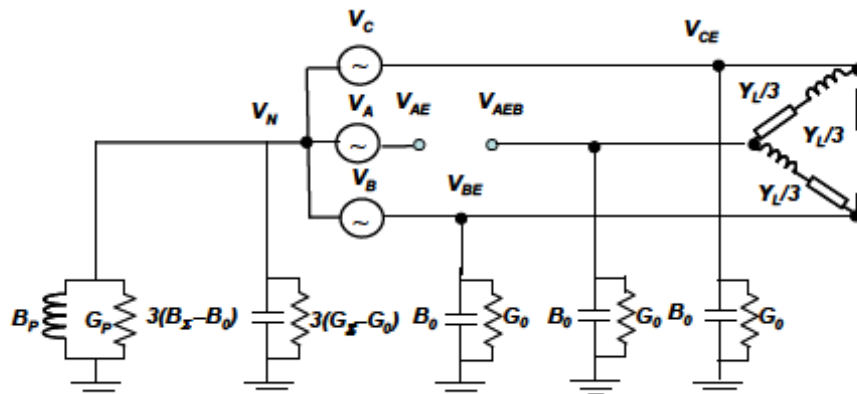 V_C
V_CE
V_A
V_AE
V_AEB
V_N
Y_L/3
Y_L/3
V_B
V_BE
Y_L/3
B_P
G_P
3(B_Σ–B_0)
3(G_Σ–G_0)
B_0
G_0
B_0
G_0
B_0
G_0